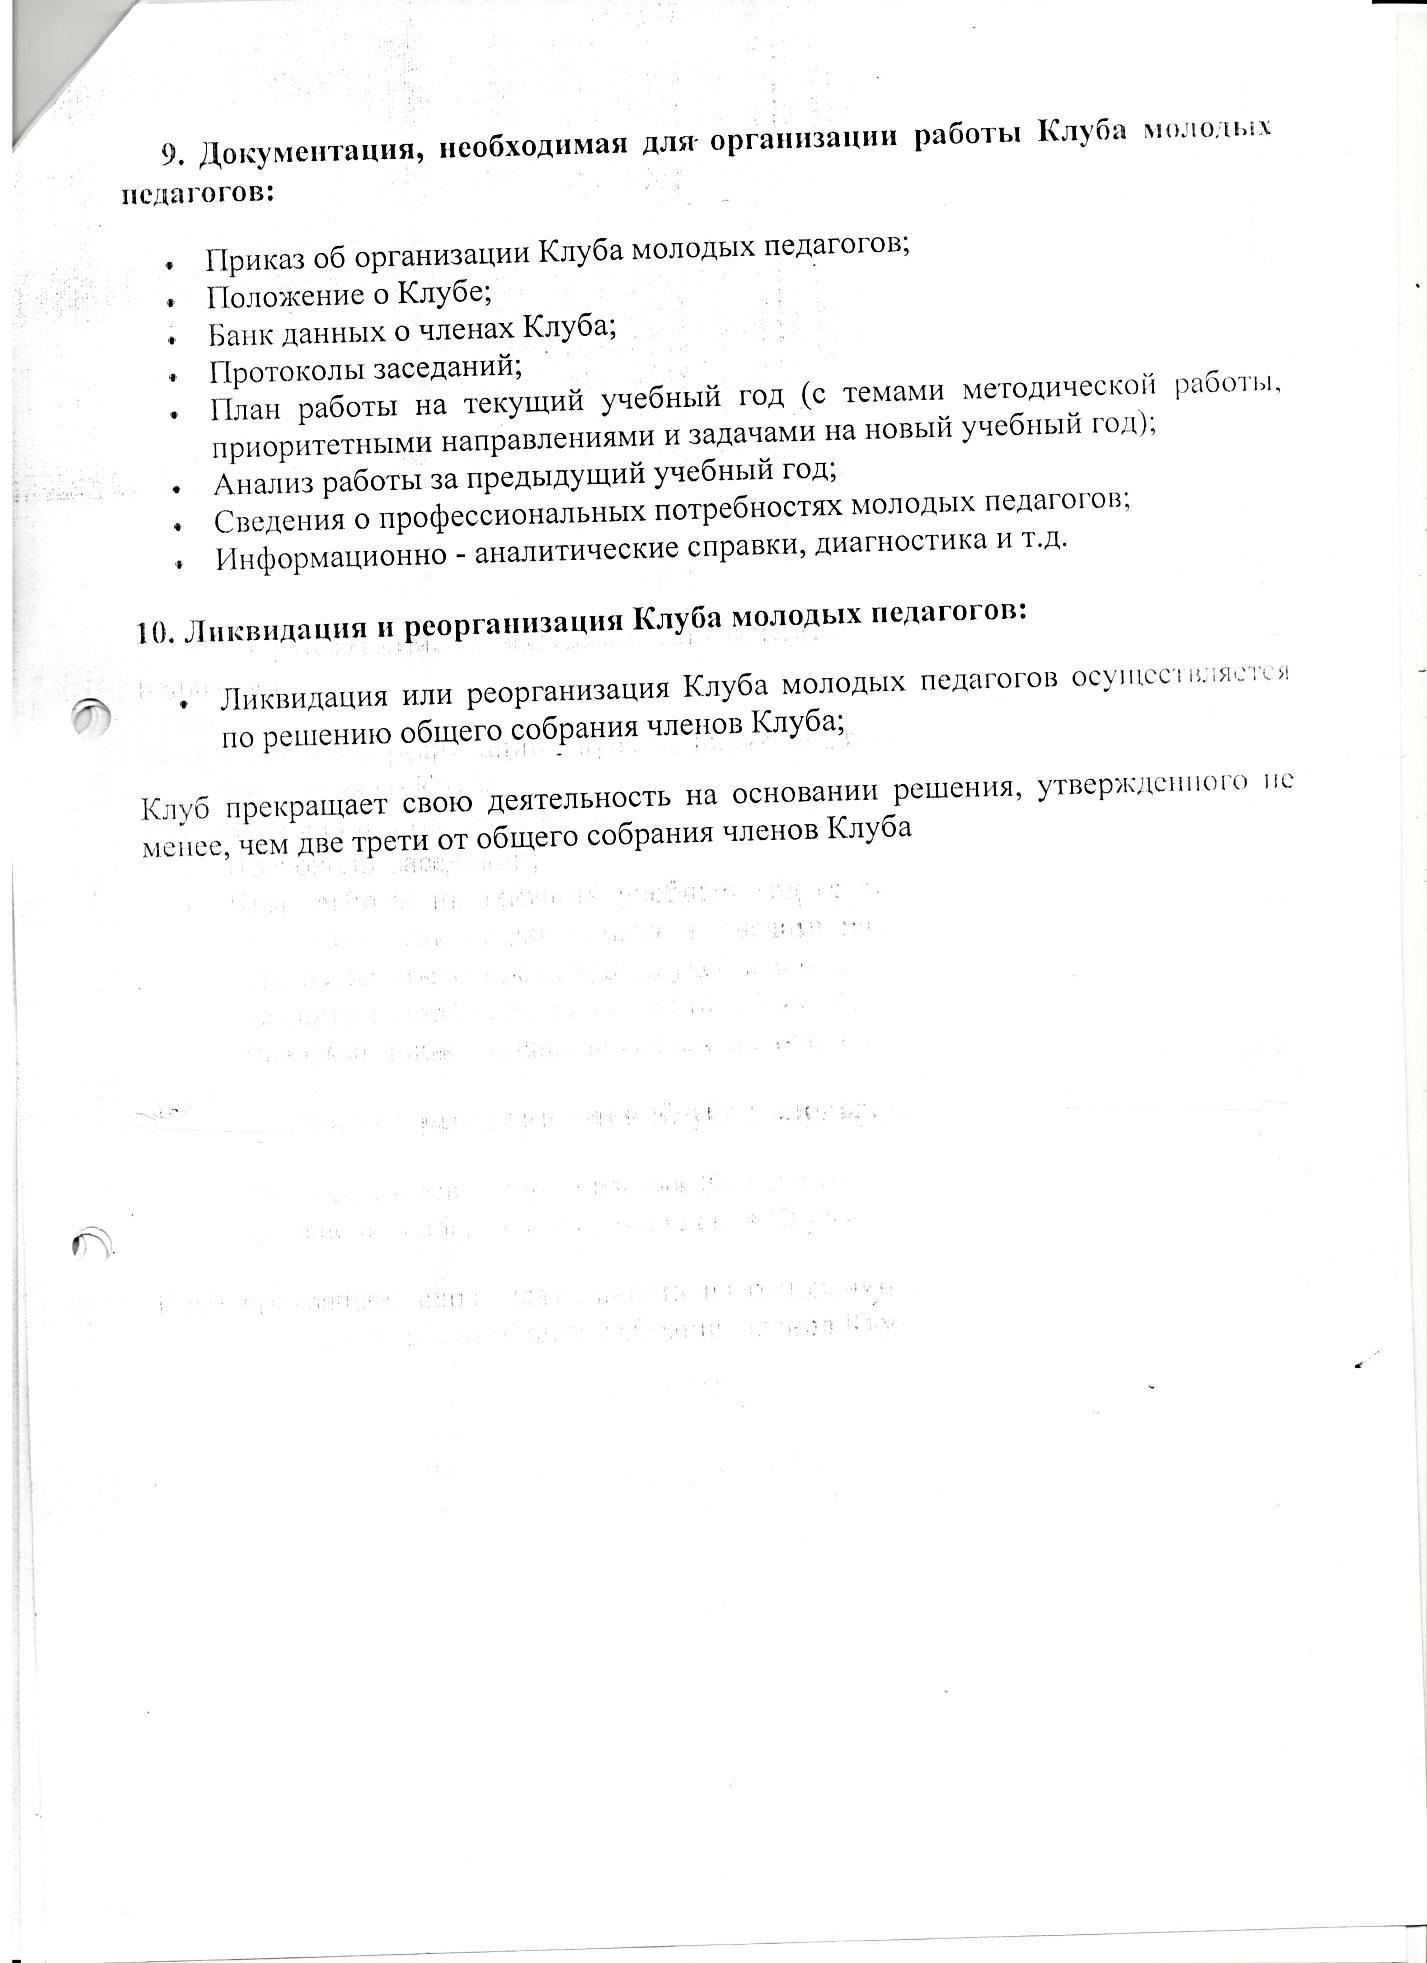 9. Документация, необходимая для организации работы Клуба молодых
педагогов:
• Приказ об организации Клуба молодых педагогов;
• Положение о Клубе;
• Банк данных о членах Клуба;
• Протоколы заседаний;
• План работы на текущий учебный год (с темами методической работы,
приоритетными направлениями и задачами на новый учебный год);
• Анализ работы за предыдущий учебный год;
• Сведения о профессиональных потребностях молодых педагогов;
• Информационно - аналитические справки, диагностика и т.д.
10. Ликвидация и реорганизация Клуба молодых педагогов:
• Ликвидация или реорганизация Клуба молодых педагогов осуществляется
по решению общего собрания членов Клуба;
Клуб прекращает свою деятельность на основании решения, утвержденного не
менее, чем две трети от общего собрания членов Клуба